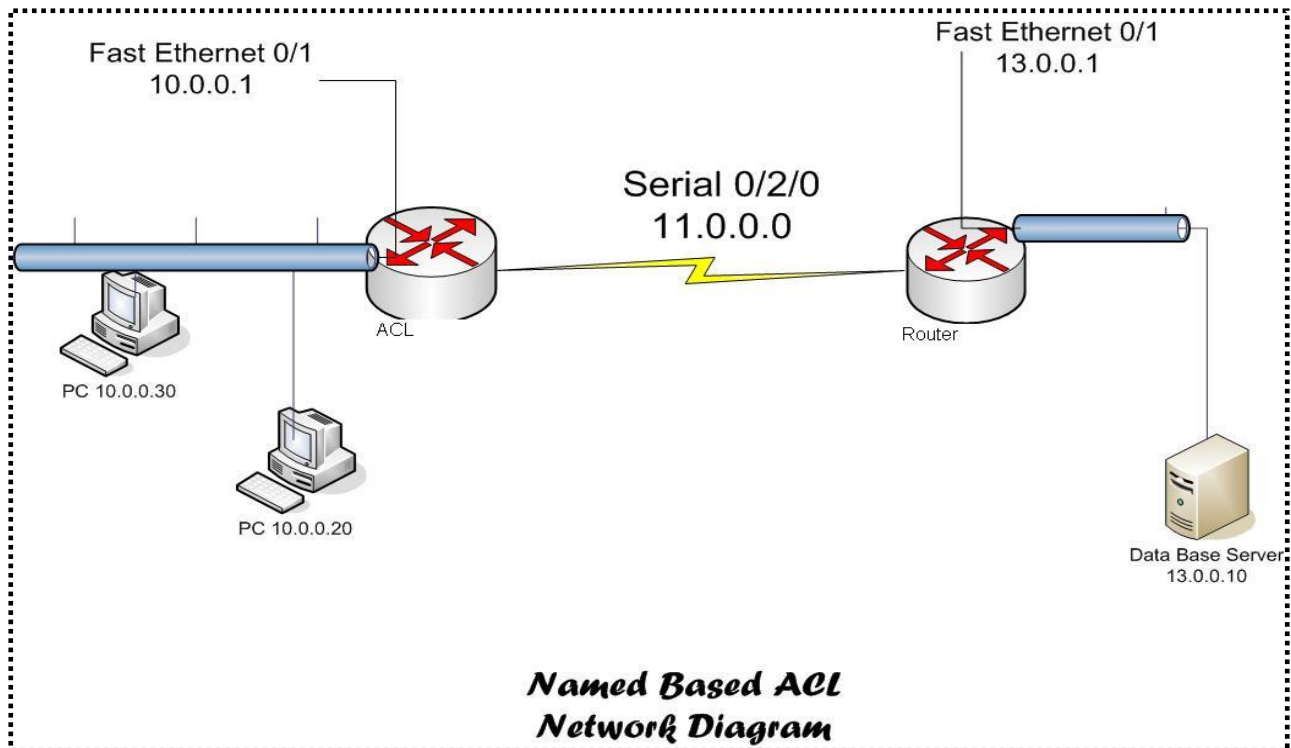 Fast Ethernet 0/1
10.0.0.1
Fast Ethernet 0/1
13.0.0.1
Serial 0/2/0
11.0.0.0
ACL
Router
PC 10.0.0.30
PC 10.0.0.20
Data Base Server
13.0.0.10
Named Based ACL
Network Diagram